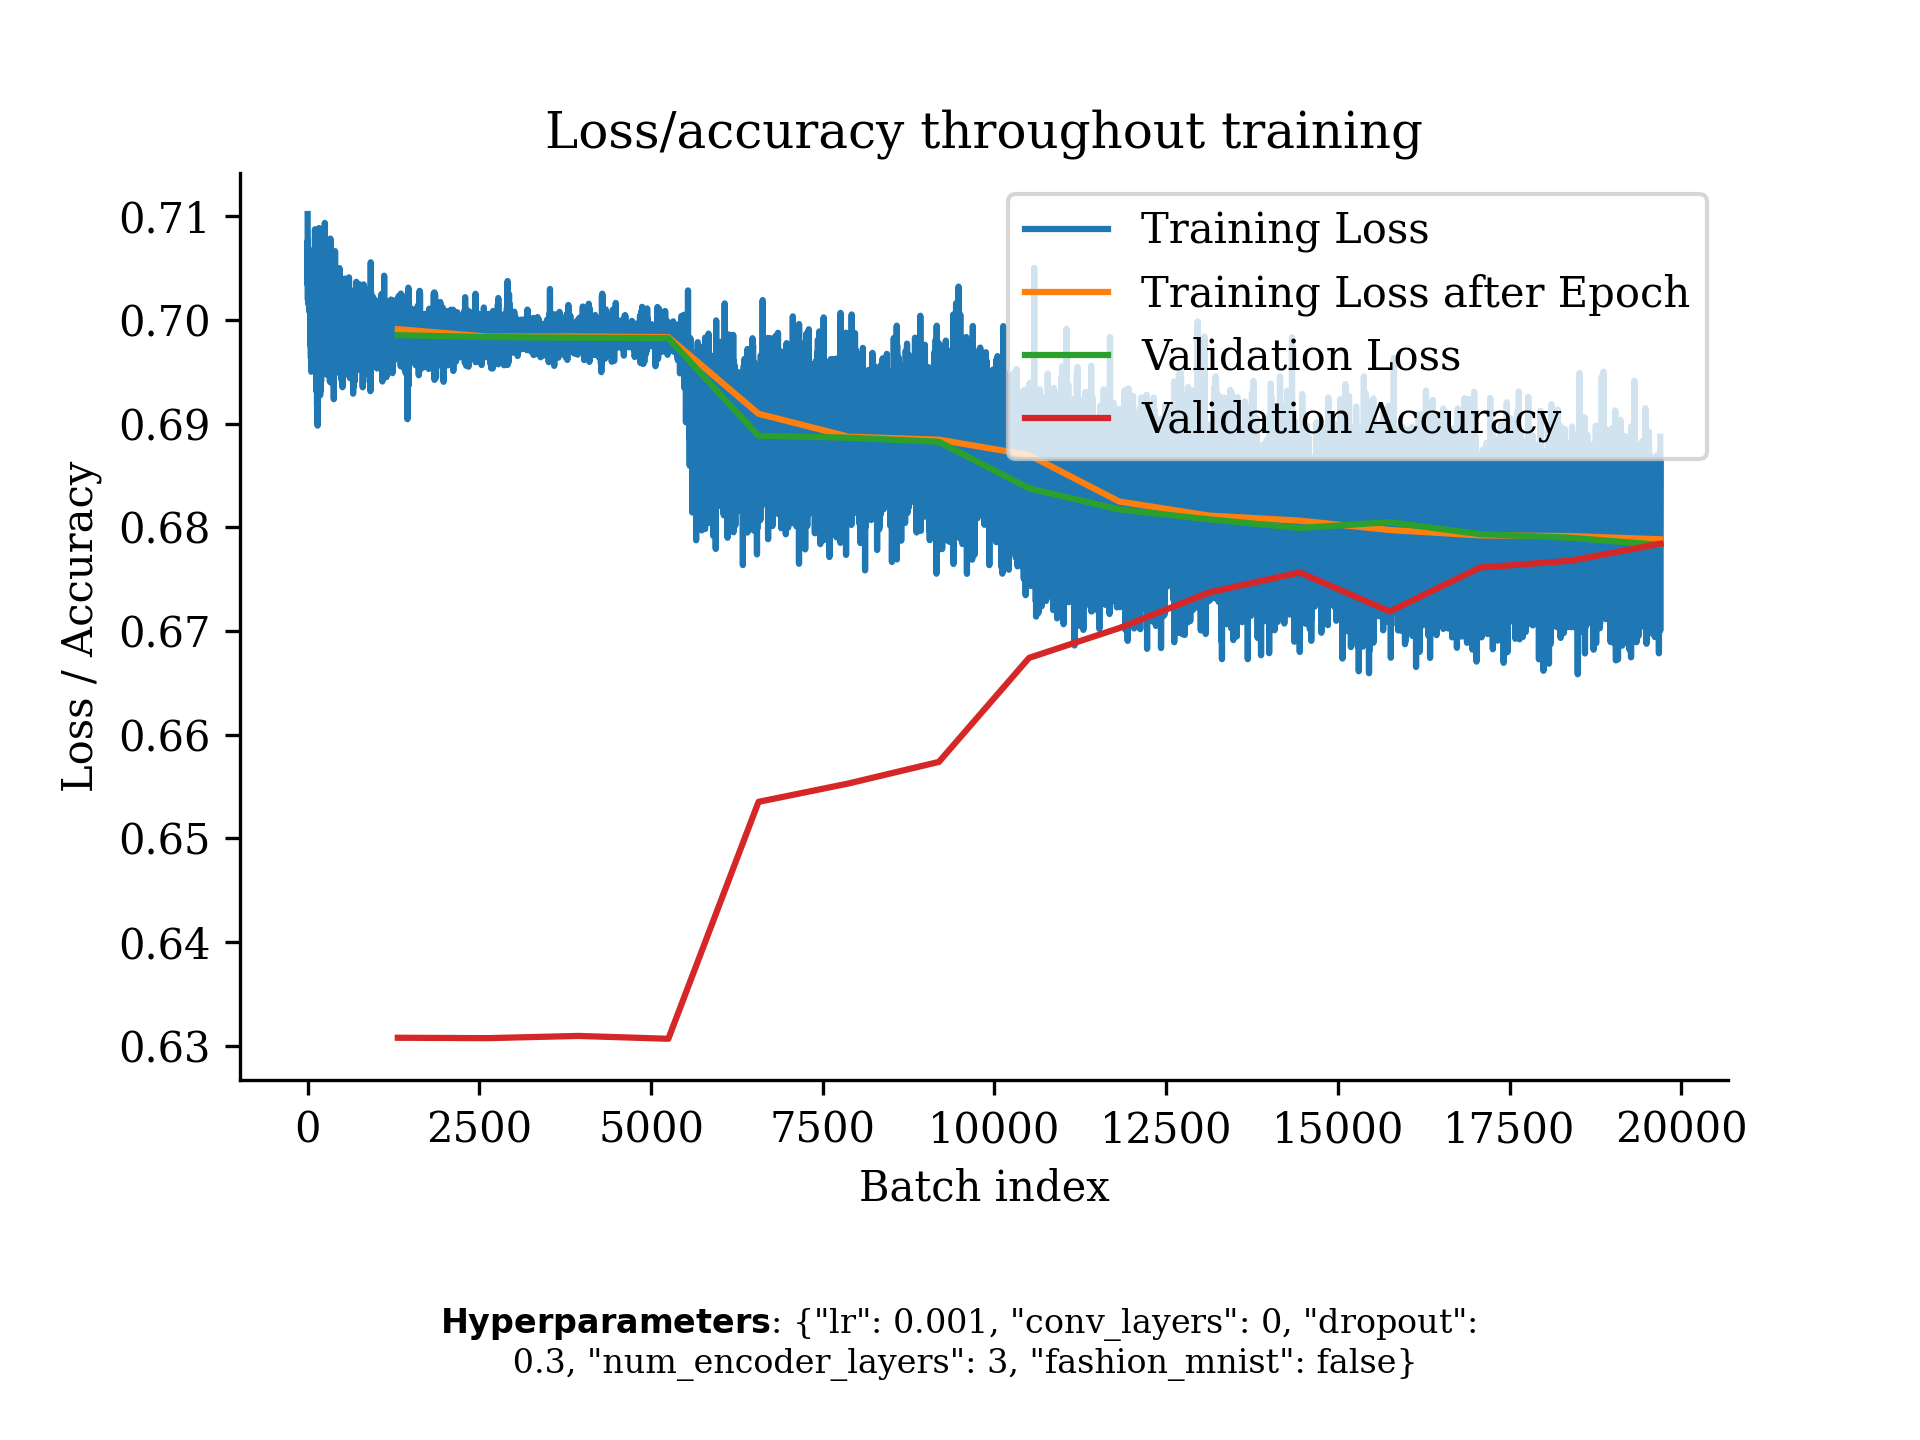 Loss/accuracy throughout training
Training Loss
Training Loss after Epoch
Validation Loss
Validation Accuracy
0.71
0.70
0.69
0.68
0.67
0.66
0.65
0.64
0.63
Loss / Accuracy
0 2500 5000 7500 10000 12500 15000 17500 20000
Batch index
Hyperparameters: {"lr": 0.001, "conv_layers": 0, "dropout":
0.3, "num_encoder_layers": 3, "fashion_mnist": false}